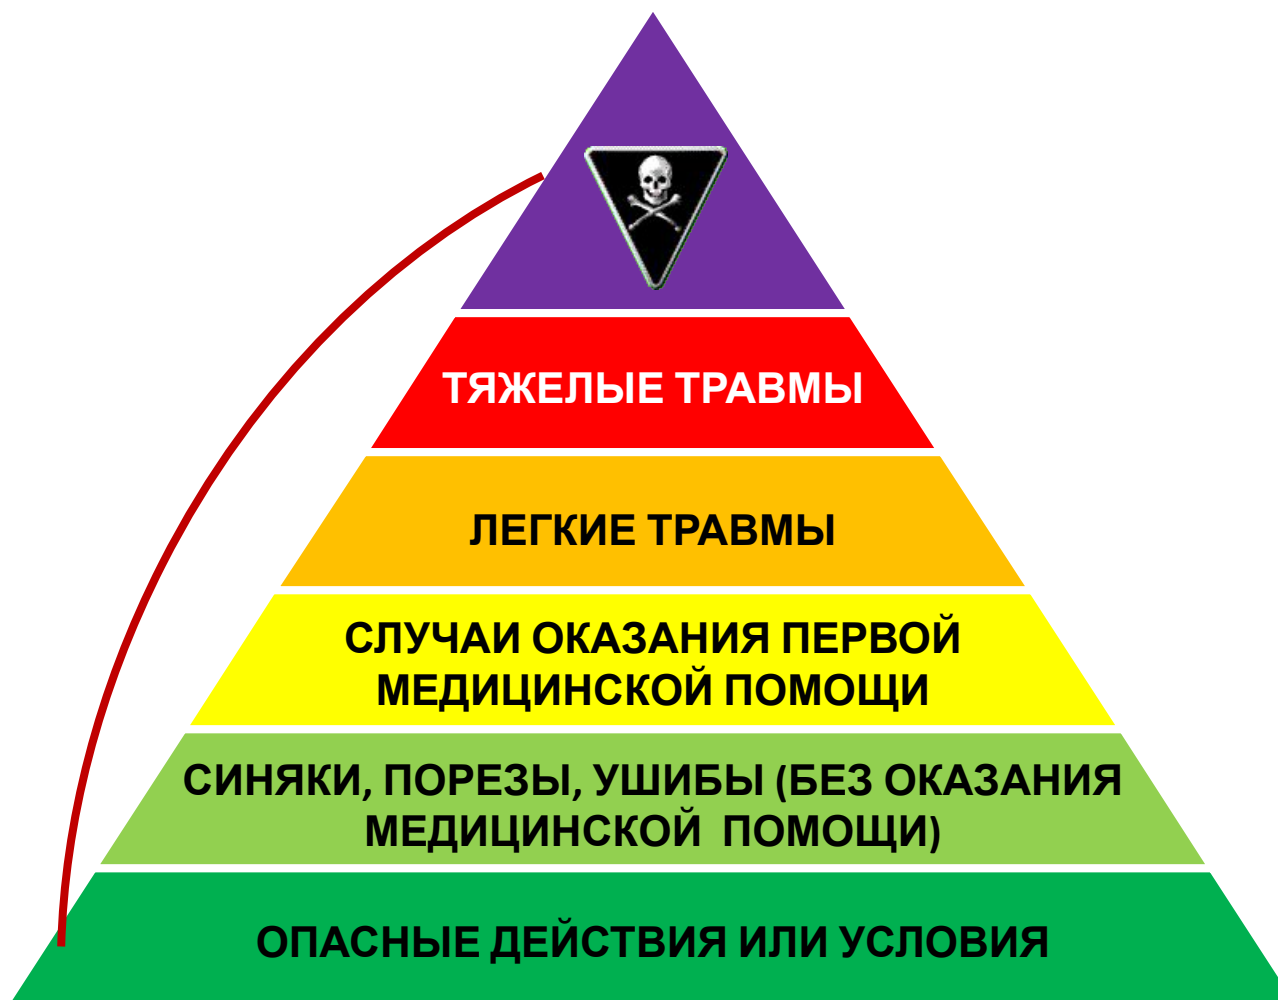 ТЯЖЕЛЫЕ ТРАВМЫ
ЛЕГКИЕ ТРАВМЫ
СЛУЧАИ ОКАЗАНИЯ ПЕРВОЙ
МЕДИЦИНСКОЙ ПОМОЩИ
СИНЯКИ, ПОРЕЗЫ, УШИБЫ (БЕЗ ОКАЗАНИЯ
МЕДИЦИНСКОЙ ПОМОЩИ)
ОПАСНЫЕ ДЕЙСТВИЯ ИЛИ УСЛОВИЯ